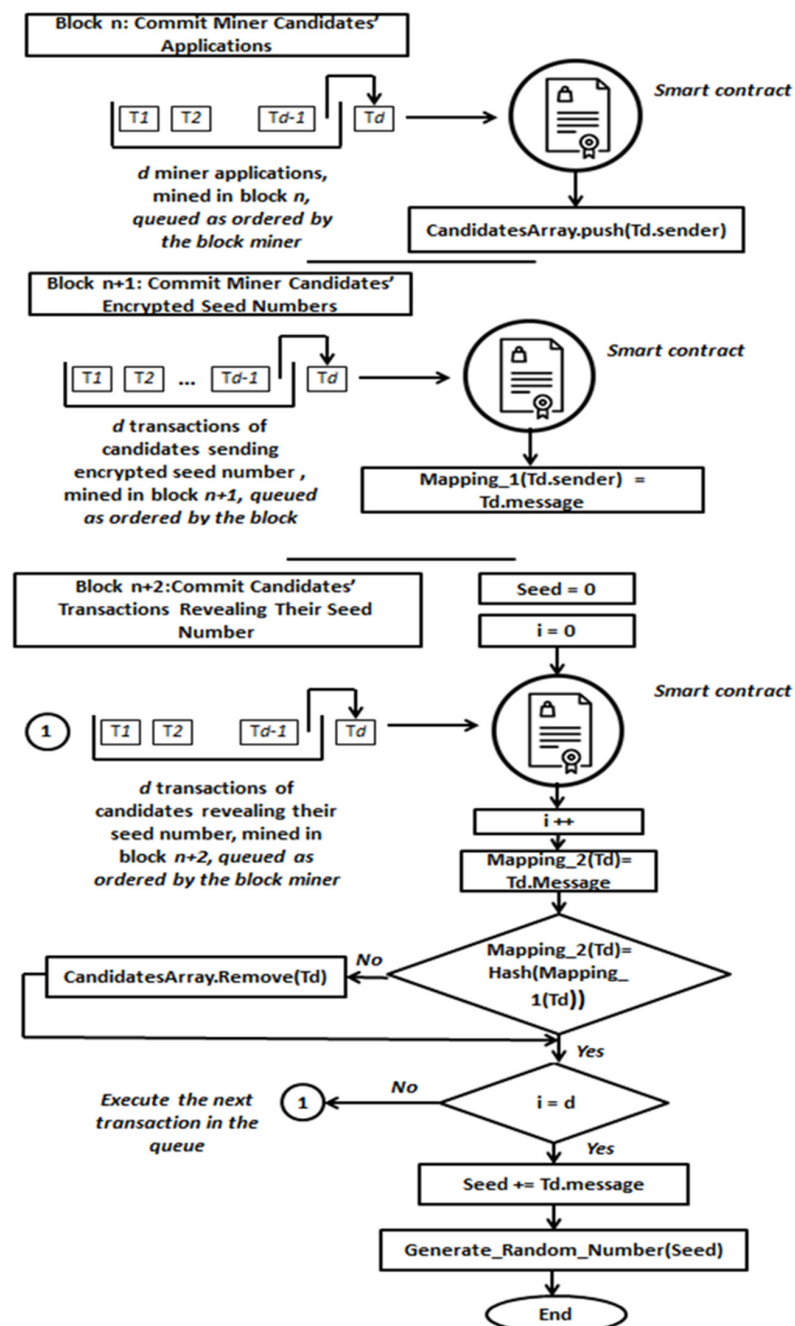 Block n: Commit Miner Candidates'
Applications
T1 T2 Td-1 Td
Smart contract
d miner applications,
mined in block n,
queued as ordered by
the block miner
CandidatesArray.push(Td.sender)
Block n+1: Commit Miner Candidates'
Encrypted Seed Numbers
Smart contract
T1 T2 ... Td-1 Td
d transactions of
candidates sending
encrypted seed number ,
mined in block n+1, queued
as ordered by the block
Mapping_1(Td.sender) =
Td.message
Block n+2:Commit Candidates'
Transactions Revealing Their Seed
Number
Seed = 0
i = 0
Smart contract
1 T1 T2 Td-1 Td
d transactions of
candidates revealing their
seed number, mined in
block n+2, queued as
ordered by the block miner
i ++
Mapping_2(Td)=
Td.Message
Mapping_2(Td)=
Hash(Mapping_
1(Td))
No
CandidatesArray.Remove(Td)
Yes
Execute the next
transaction in the
queue
1
No
i = d
Yes
Seed += Td.message
Generate_Random_Number(Seed)
End